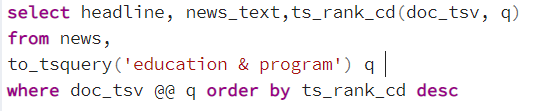 select headline, news_text,ts_rank_cd(doc_tsv, q)
from news,
to_tsquery('education & program') q
where doc_tsv @@ q order by ts_rank_cd desc